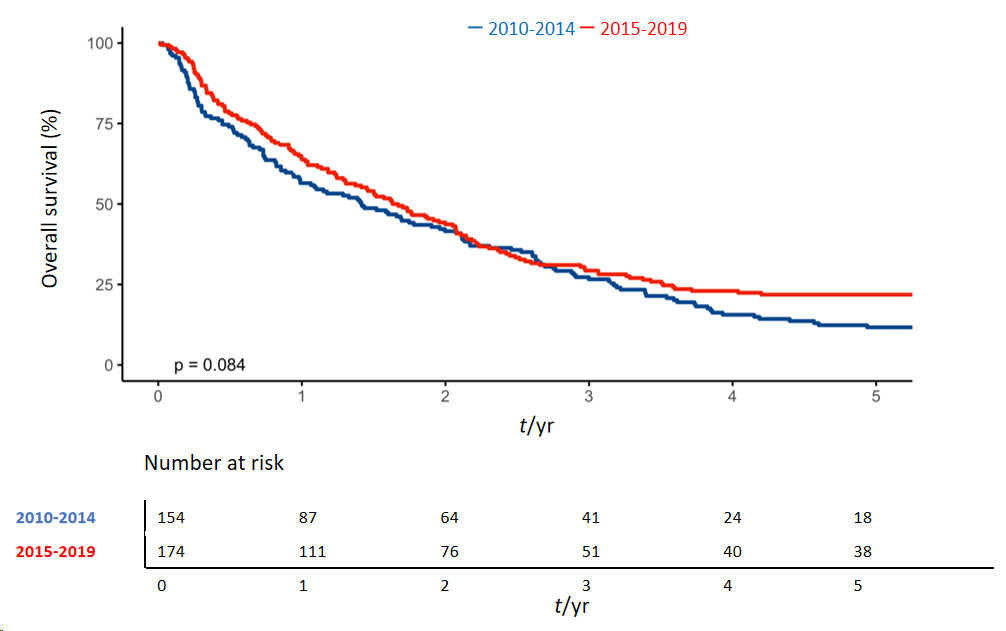 2010-2014 2015-2019
Overall survival (%)
100
75
50
25
0
p = 0.084
0 1 2 3 4 5
t/yr
Number at risk
2010-2014 154 87 64 41 24 18
2015-2019 174 111 76 51 40 38
0 1 2 3 4 5
t/yr